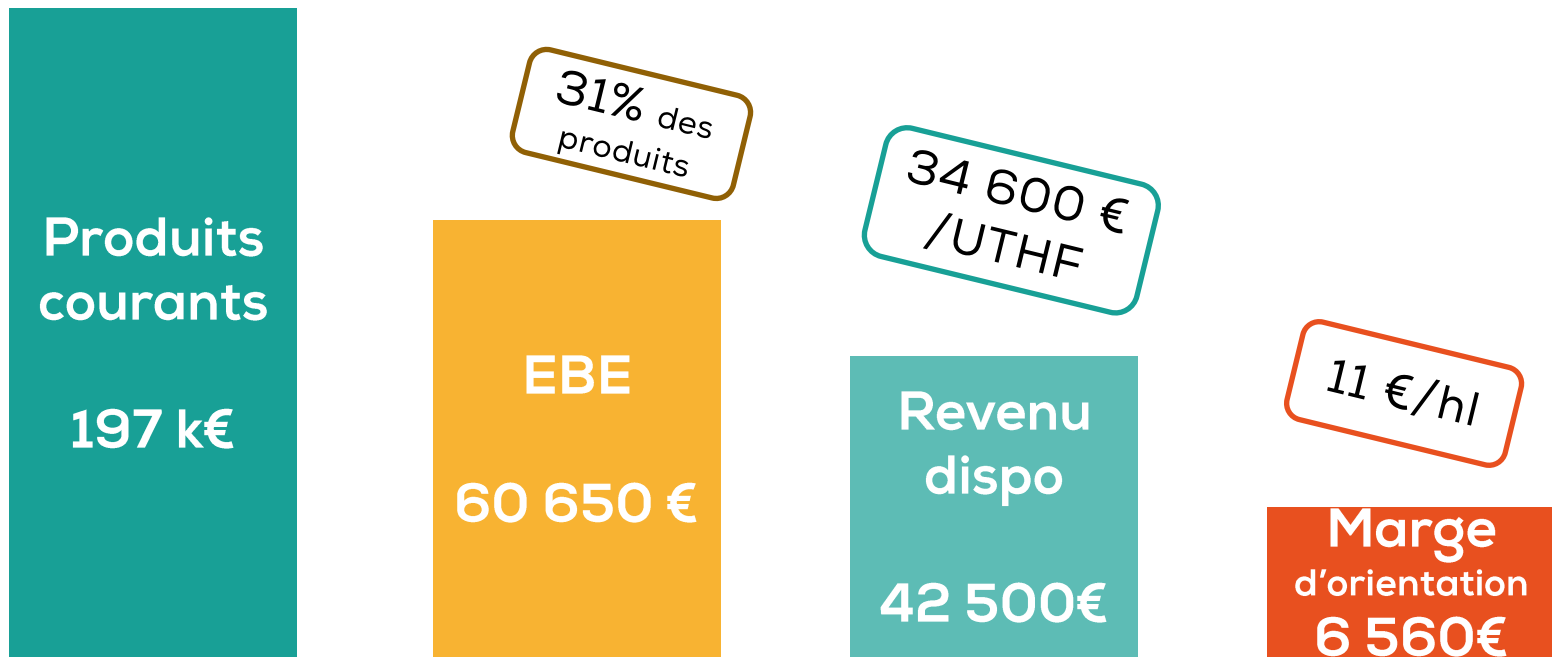 Produits
courants
197 k€
31% des
produits
EBE
60 650 €
34 600 €
/UTHF
Revenu
dispo
42 500€
11 €/hl
Marge
d'orientation
6 560€